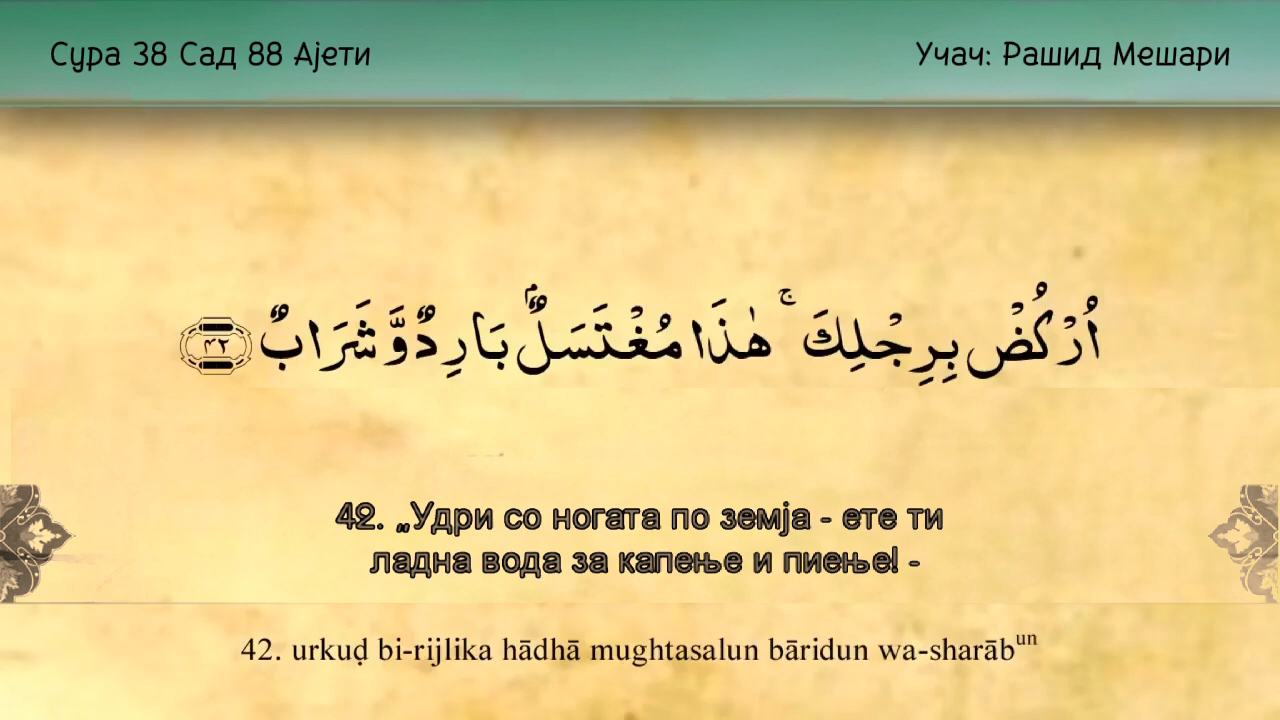 Сура 38 Сад 88 Ајети
Учач: Рашид Мешари
اُرْكُضْ بِرِجْلِكَ ۚ هٰذَا مُغْتَسَلٌۢ بَارِدٌ وَّشَرَابٌ ﴿٤٢﴾
42. „Удри со ногата по земја - ете ти
ладна вода за капење и пиење! -
42. urkuḍ bi-rijlika hādhā mughtasalun bāridun wa-sharābun